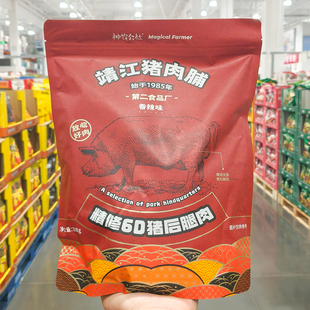 神农公社 Magical Farmer
靖江猪肉脯
始于1985年
第二食品厂
香辣味
A selection of pork hindquarters
精修60猪后腿肉